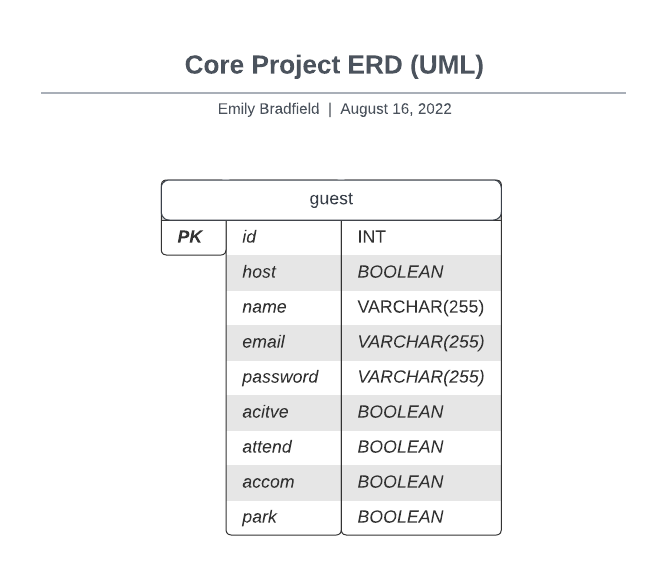 Core Project ERD (UML)
Emily Bradfield | August 16, 2022
guest
PK id INT
host BOOLEAN
name VARCHAR(255)
email VARCHAR(255)
password VARCHAR(255)
acitve BOOLEAN
attend BOOLEAN
accom BOOLEAN
park BOOLEAN